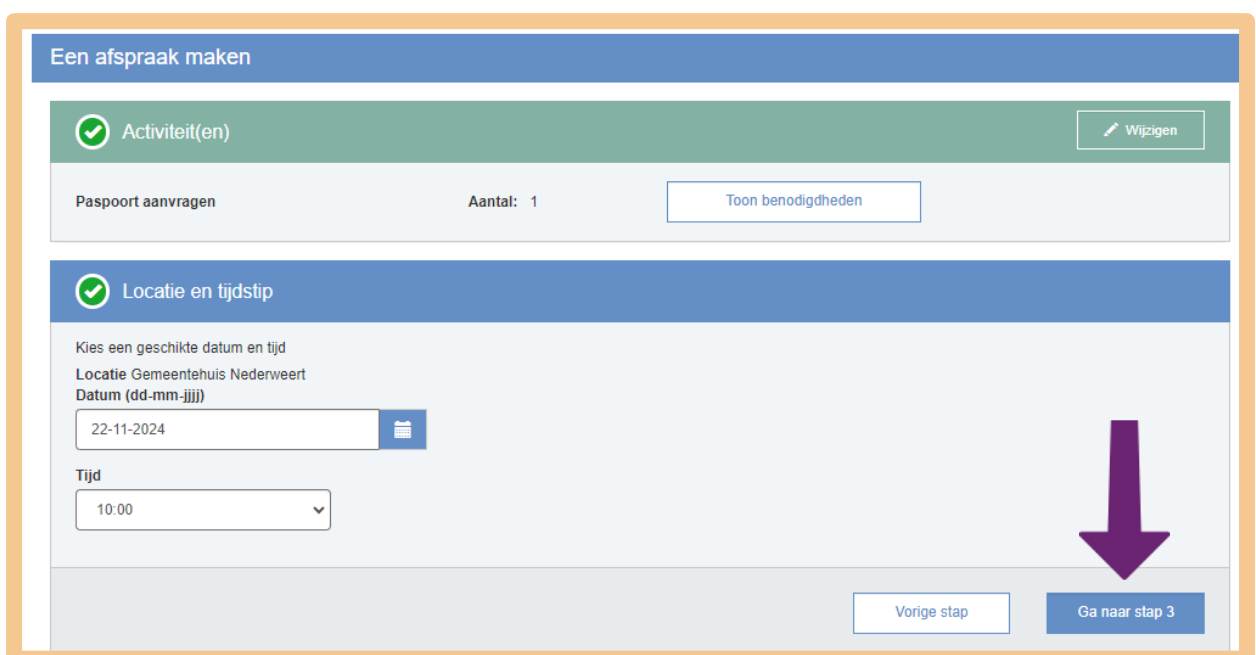 Een afspraak maken
Activiteit(en)
Wijzigen
Paspoort aanvragen
Aantal: 1
Toon benodigdheden
Locatie en tijdstip
Kies een geschikte datum en tijd
Locatie Gemeentehuis Nederweert
Datum (dd-mm-jjjj)
22-11-2024
Tijd
10:00
Vorige stap
Ga naar stap 3